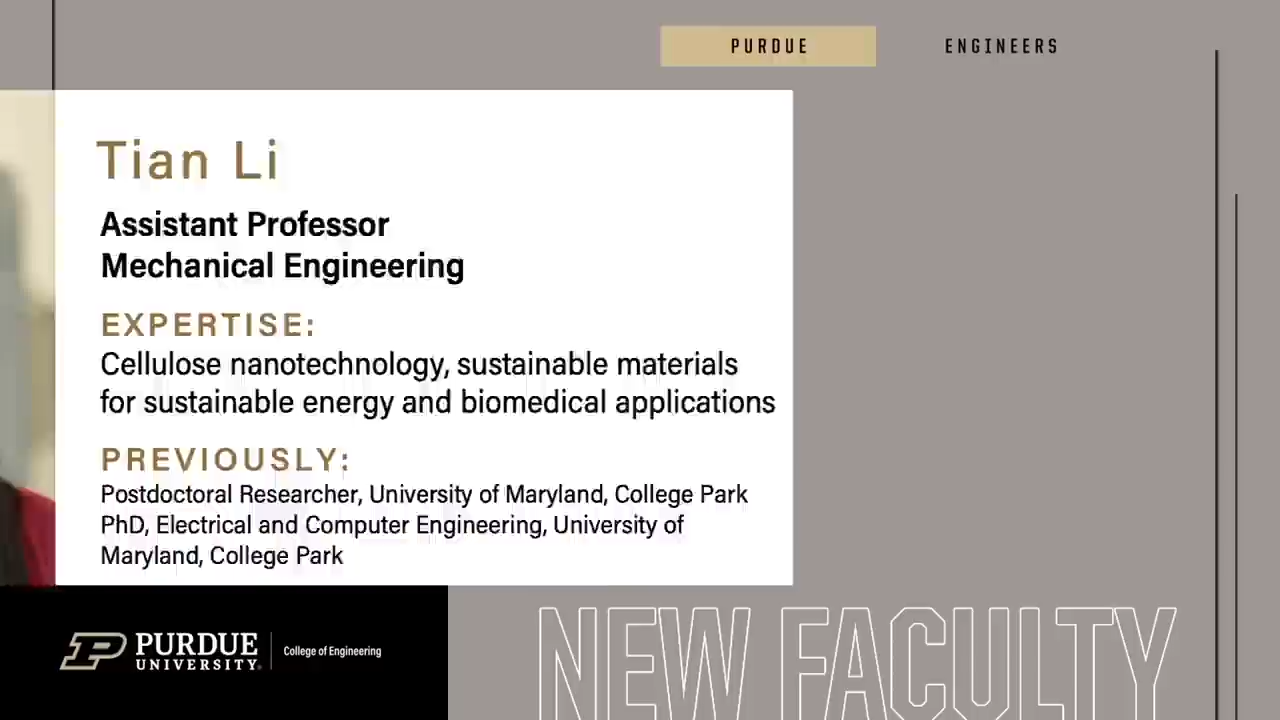 PURDUE ENGINEERS
Tian Li
Assistant Professor
Mechanical Engineering
EXPERTISE:
Cellulose nanotechnology, sustainable materials
for sustainable energy and biomedical applications
PREVIOUSLY:
Postdoctoral Researcher, University of Maryland, College Park
PhD, Electrical and Computer Engineering, University of
Maryland, College Park
PURDUE
UNIVERSITY.
College of Engineering
NEW FACULTY